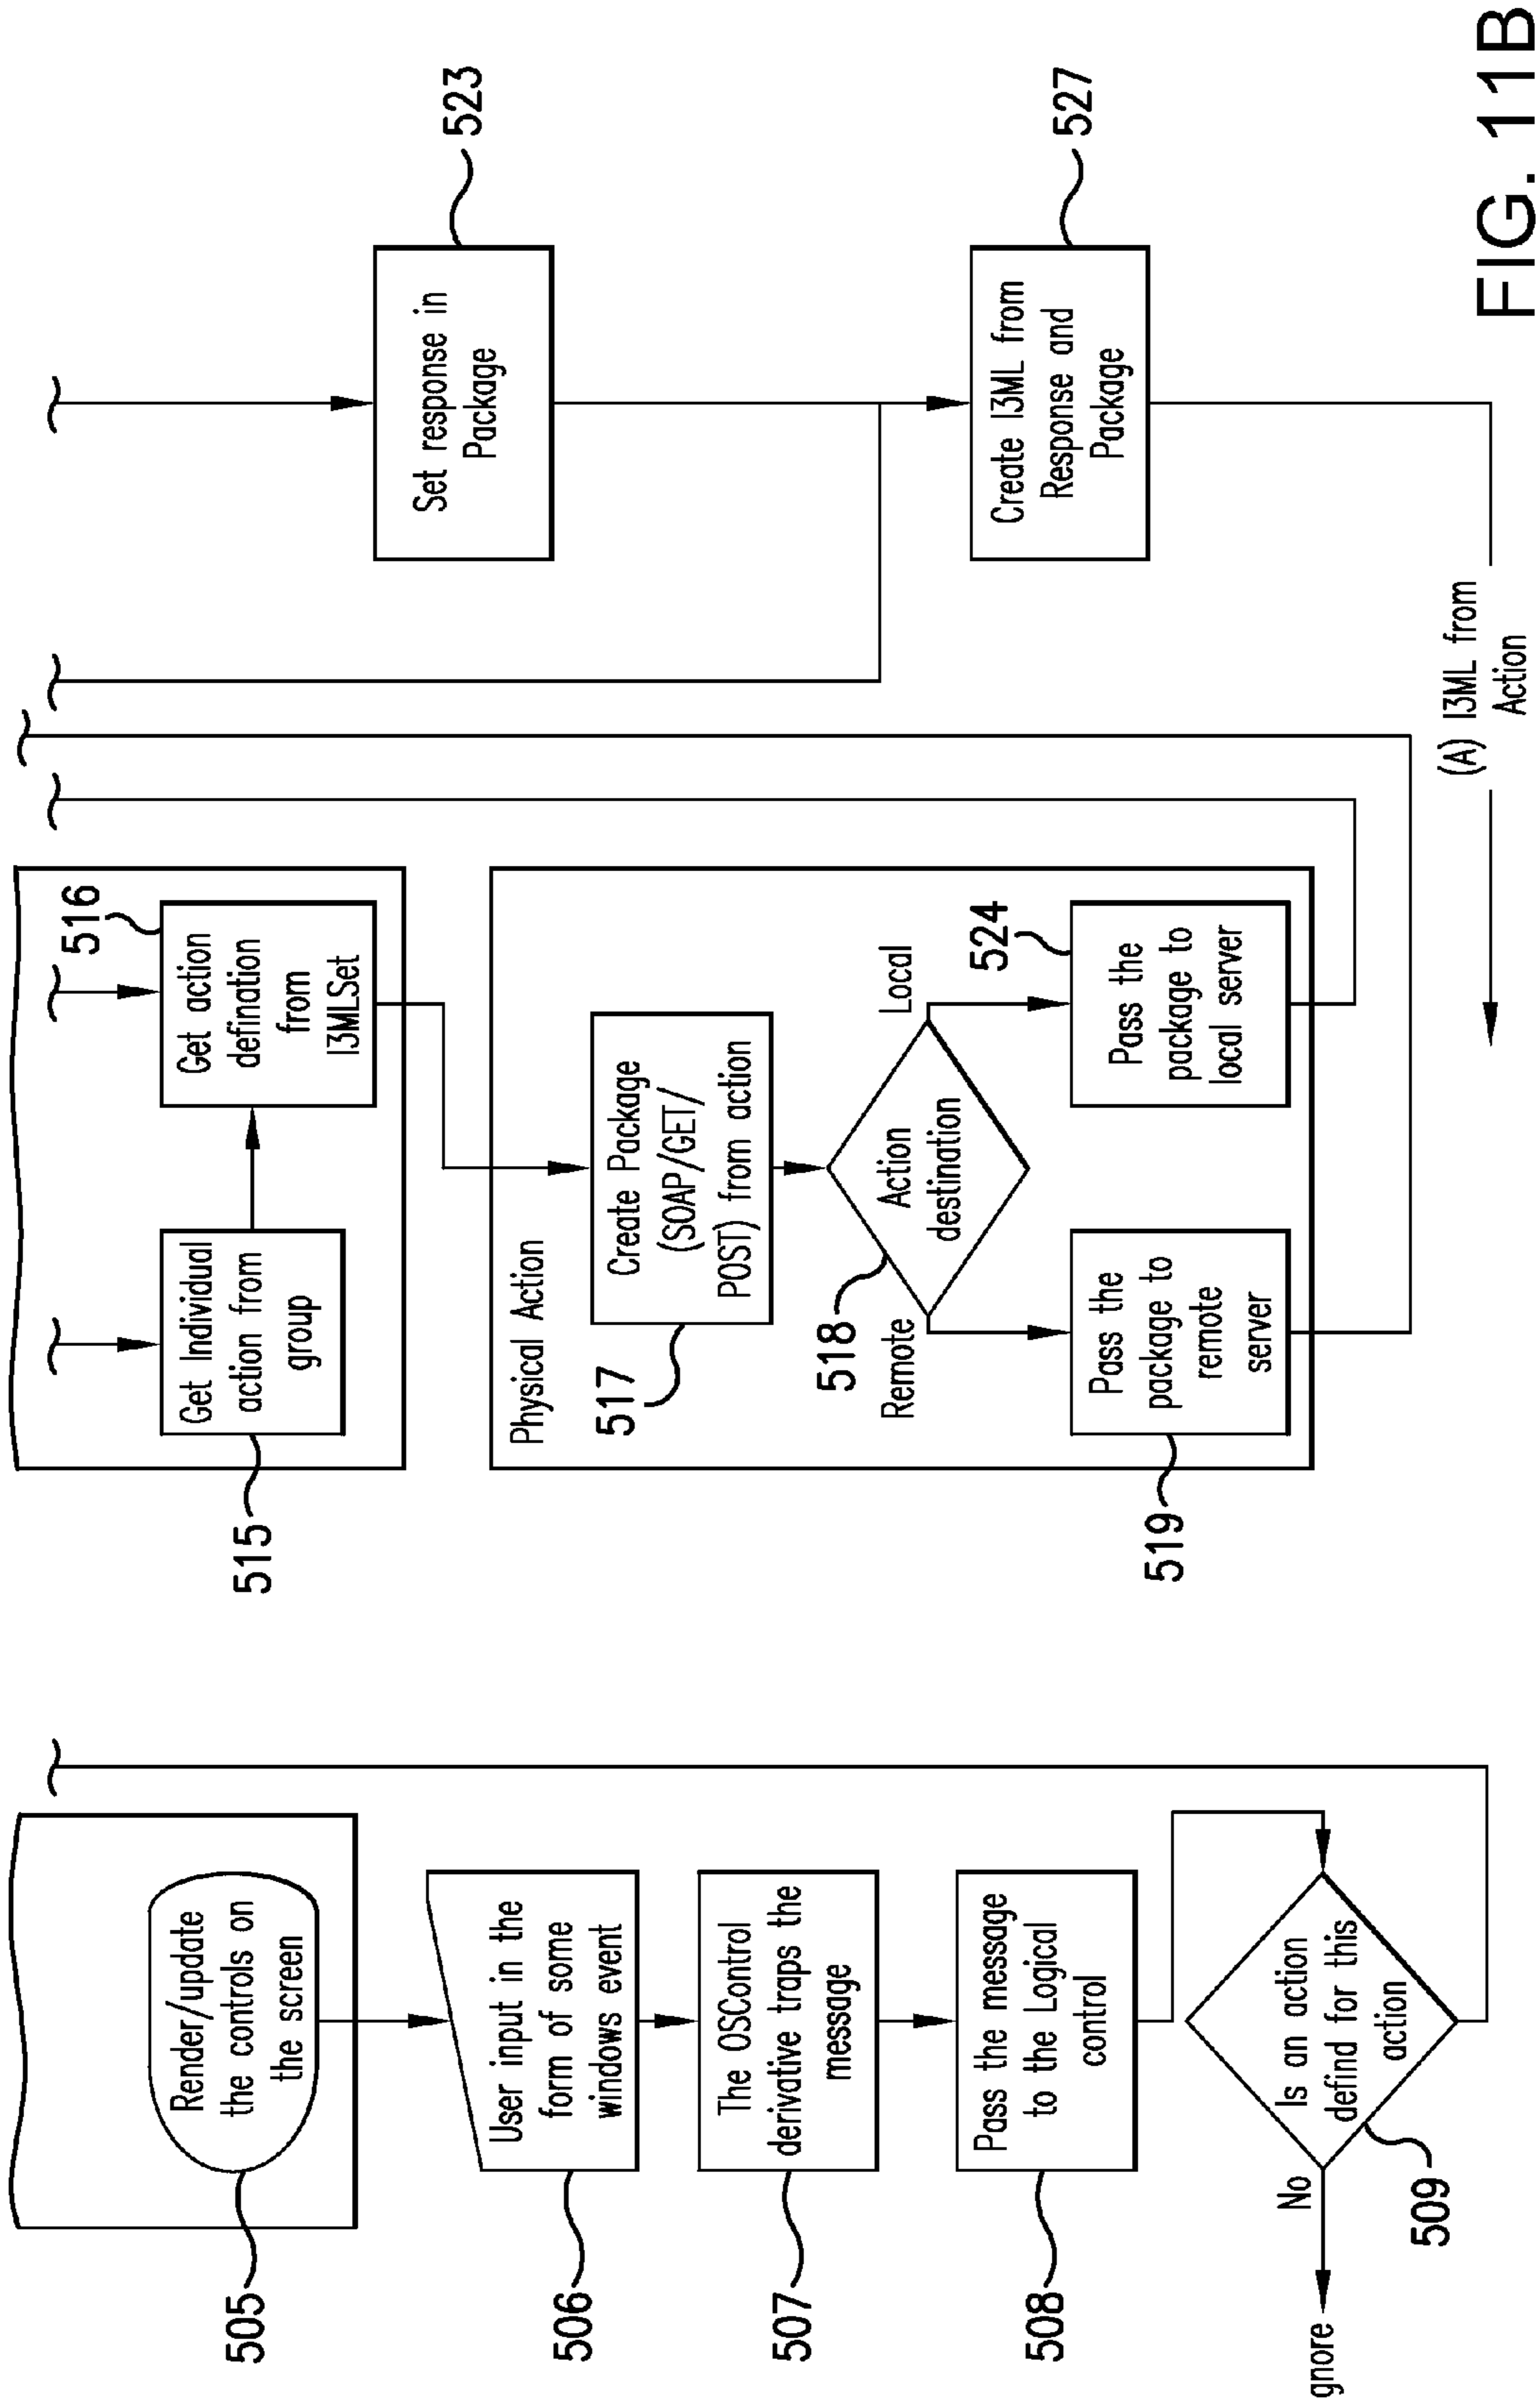 505
Render/update
the controls on
the screen
506
User input in the
form of some
windows event
507
The OSControl
derivative traps the
message
508
Pass the message
to the Logical
control
509
Is an action
defind for this
action
No
gnore
515
Get Individual
action from
group
516
Get action
defination
from
I3MLSet
Physical Action
517
Create Package
(SOAP/GET/
POST) from action
518
Action
destination
Remote
Local
519
Pass the
package to
remote
server
524
Pass the
package to
local server
523
Set response in
Package
527
Create I3ML from
Response and
Package
(A) I3ML from
Action
FIG. 11B